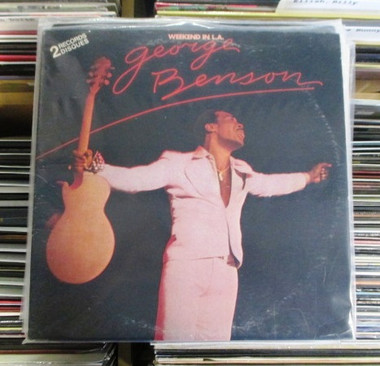 WEEKEND IN L.A.
george
Benson
2 RECORDS
DISQUES